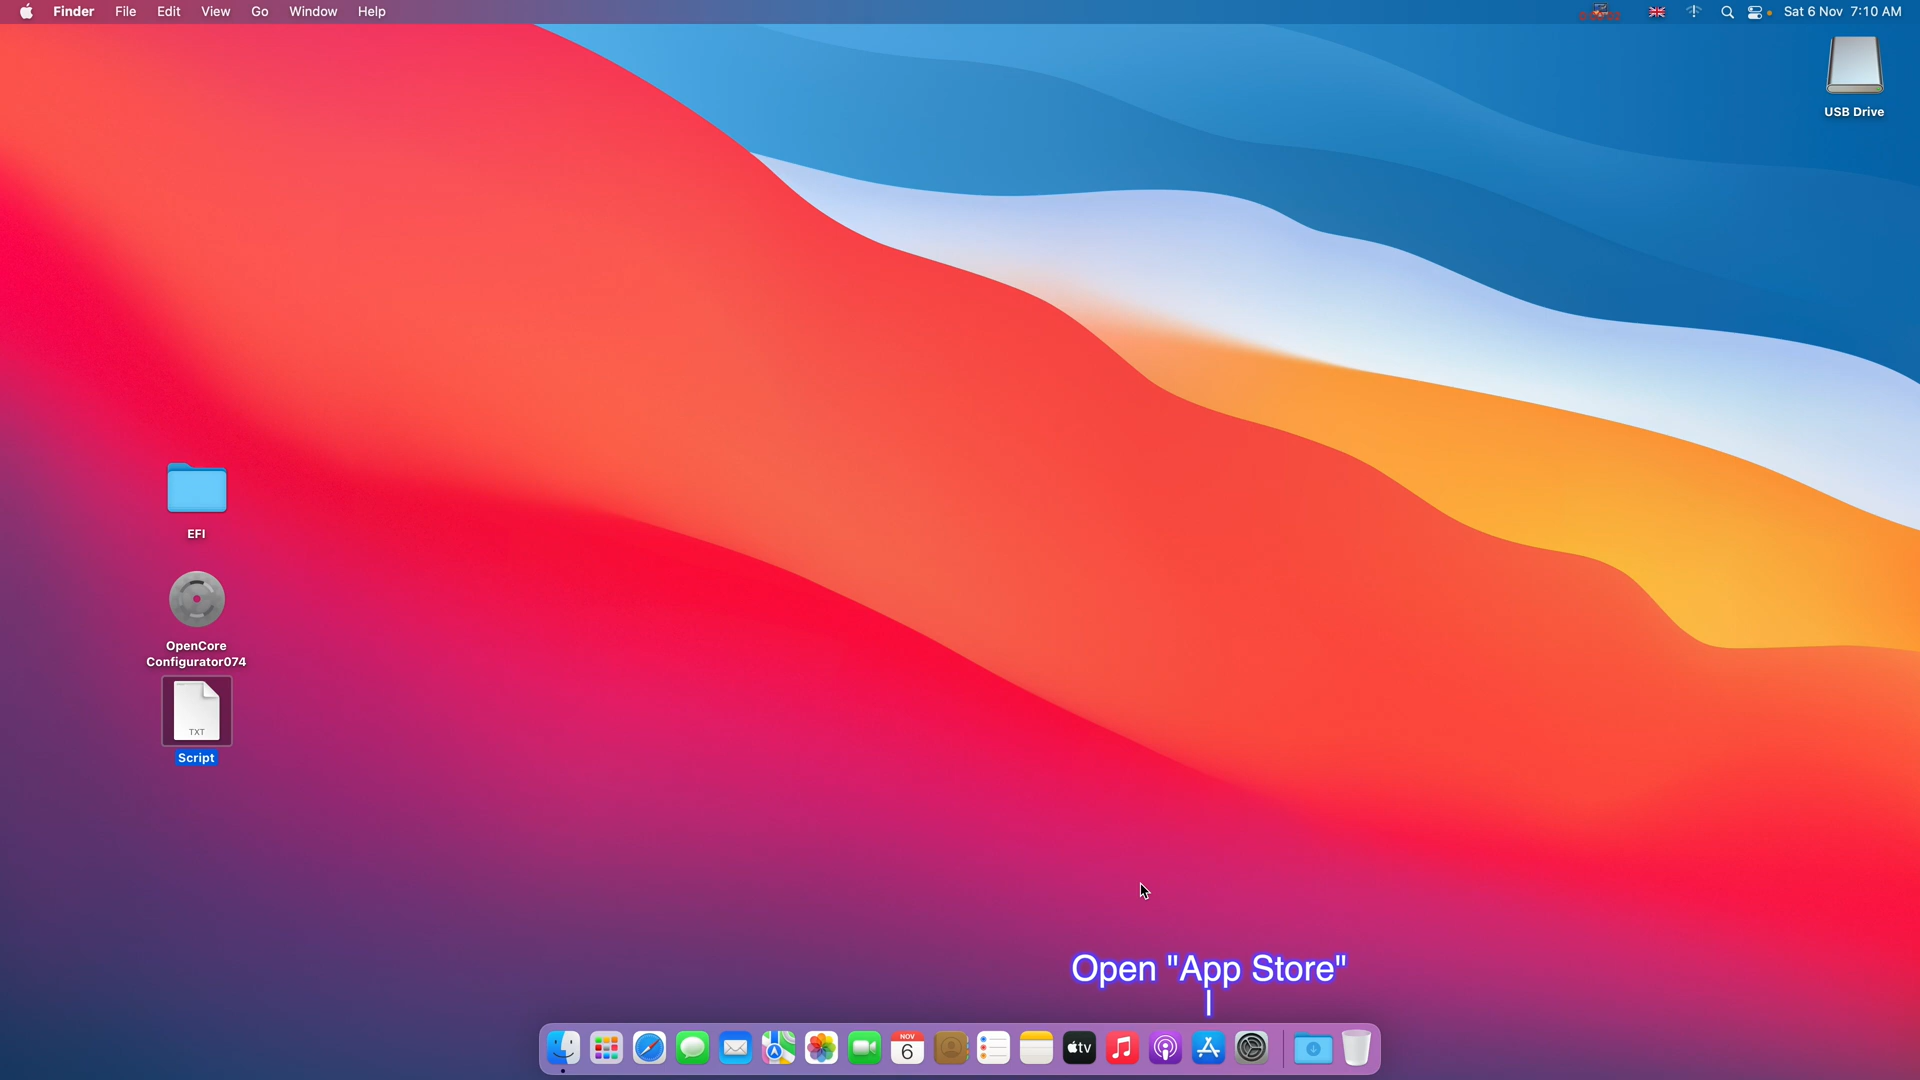 Finder File Edit View Go Window Help
Sat 6 Nov 7:10 AM
USB Drive
EFI
OpenCore
Configurator074
TXT
Script
Open "App Store"
NOV
6
tv